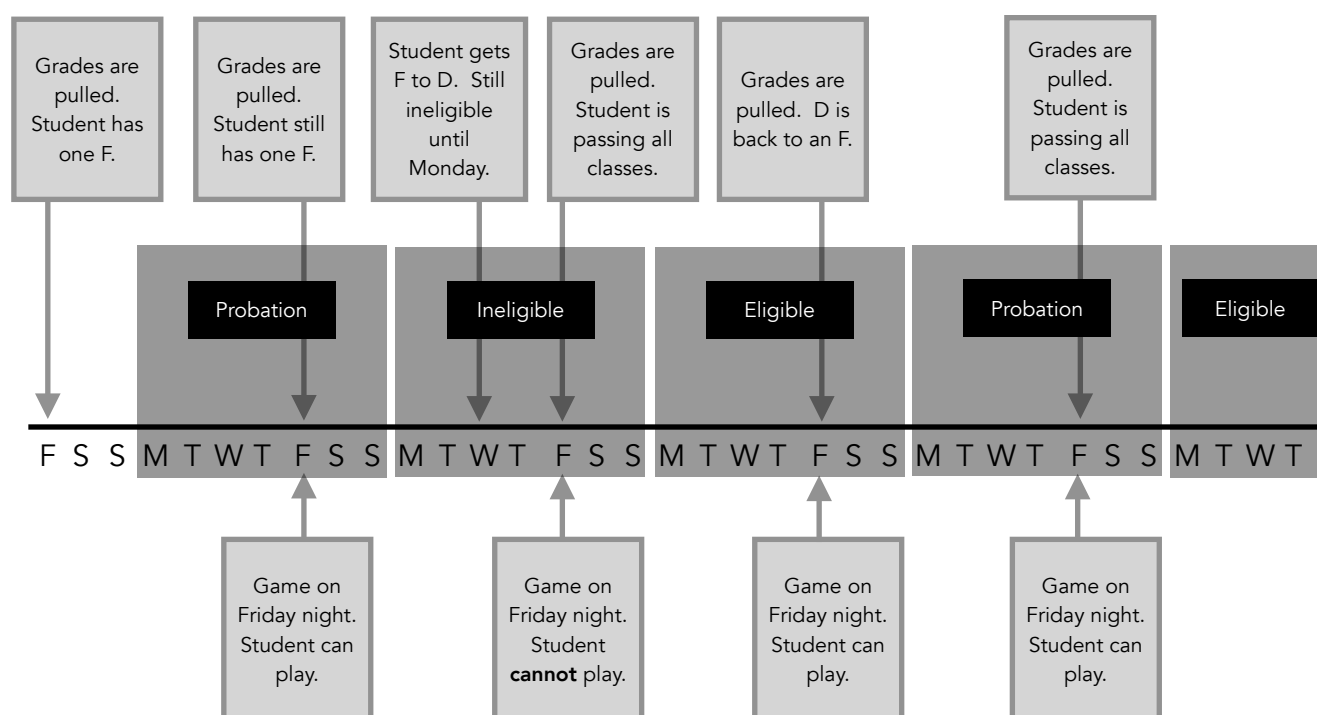 Grades are
pulled.
Student has
one F.
Grades are
pulled.
Student still
has one F.
Student gets
F to D.  Still
ineligible
until
Monday.
Grades are
pulled.
Student is
passing all
classes.
Grades are
pulled.  D is
back to an F.
Grades are
pulled.
Student is
passing all
classes.
Probation
Ineligible
Eligible
Probation
Eligible
F S S M T W T F S S M T W T F S S M T W T F S S M T W T F S S M T W T
Game on
Friday night.
Student can
play.
Game on
Friday night.
Student
cannot play.
Game on
Friday night.
Student can
play.
Game on
Friday night.
Student can
play.